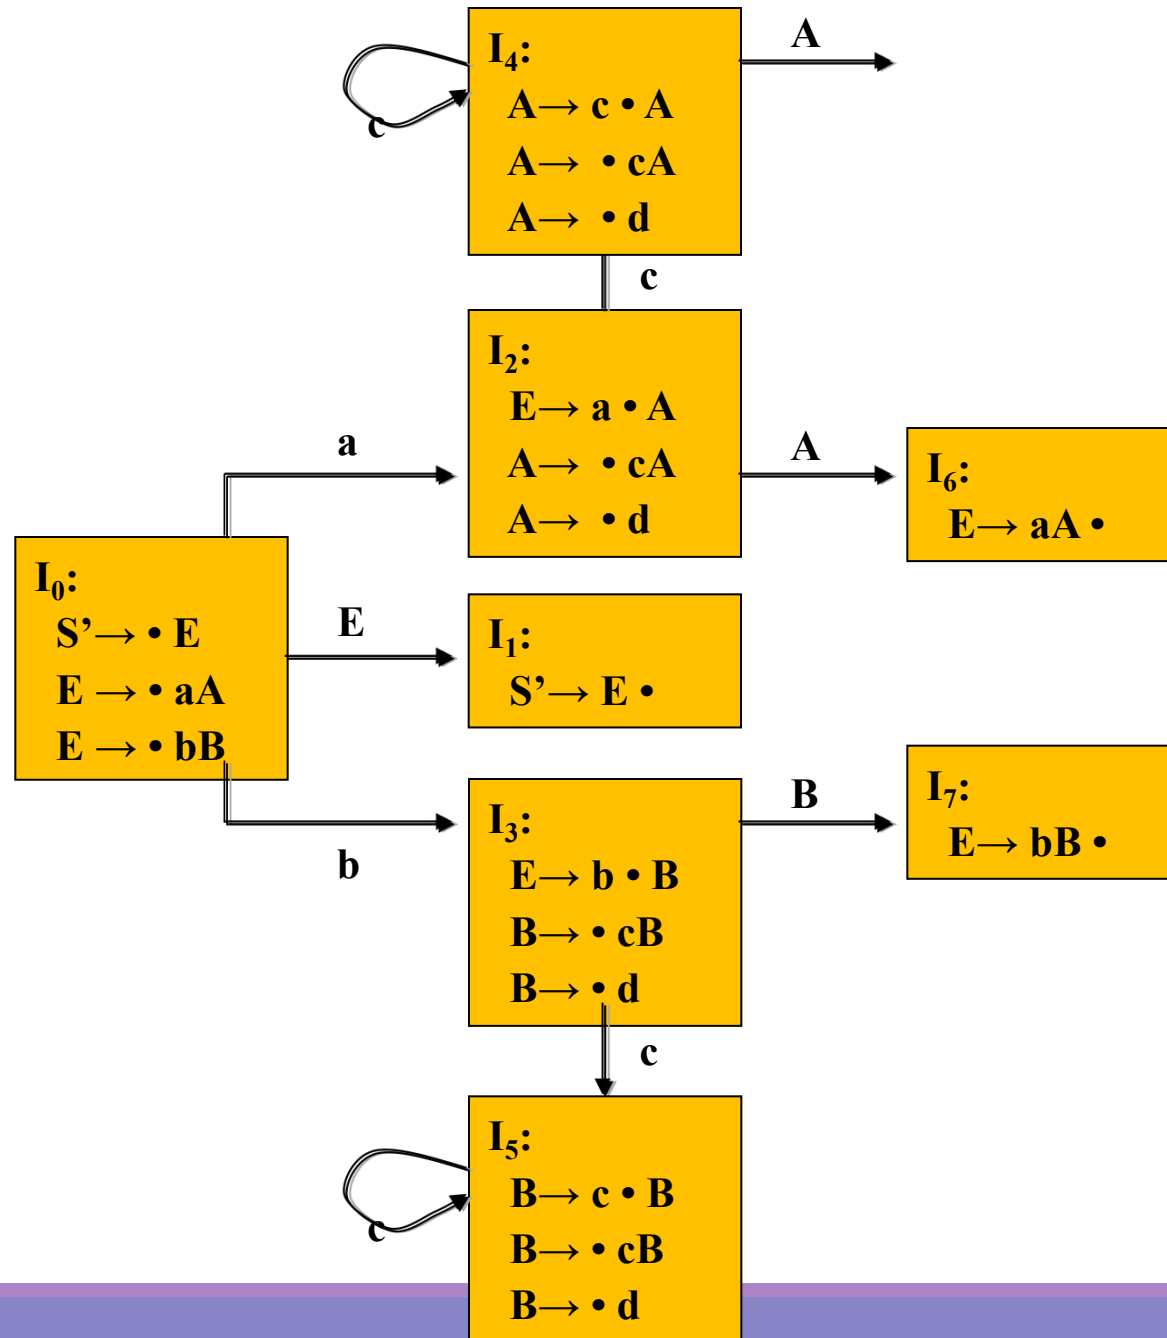 I₄:
A→ c • A
A→ • cA
A→ • d
A
c
c
I₂:
E→ a • A
A→ • cA
A→ • d
a
A
I₆:
E→ aA •
I₀:
S’→ • E
E → • aA
E → • bB
E
I₁:
S’→ E •
b
I₃:
E→ b • B
B→ • cB
B→ • d
B
I₇:
E→ bB •
c
I₅:
B→ c • B
B→ • cB
B→ • d
c